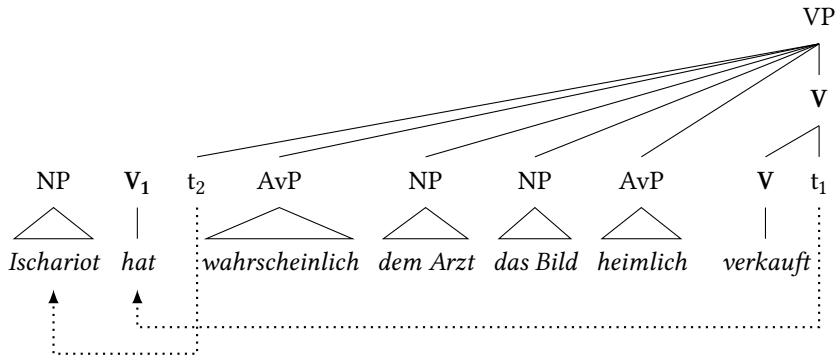 VP
V
NP V₁ t₂ AvP NP NP AvP V t₁
Ischariot hat wahrscheinlich dem Arzt das Bild heimlich verkauft